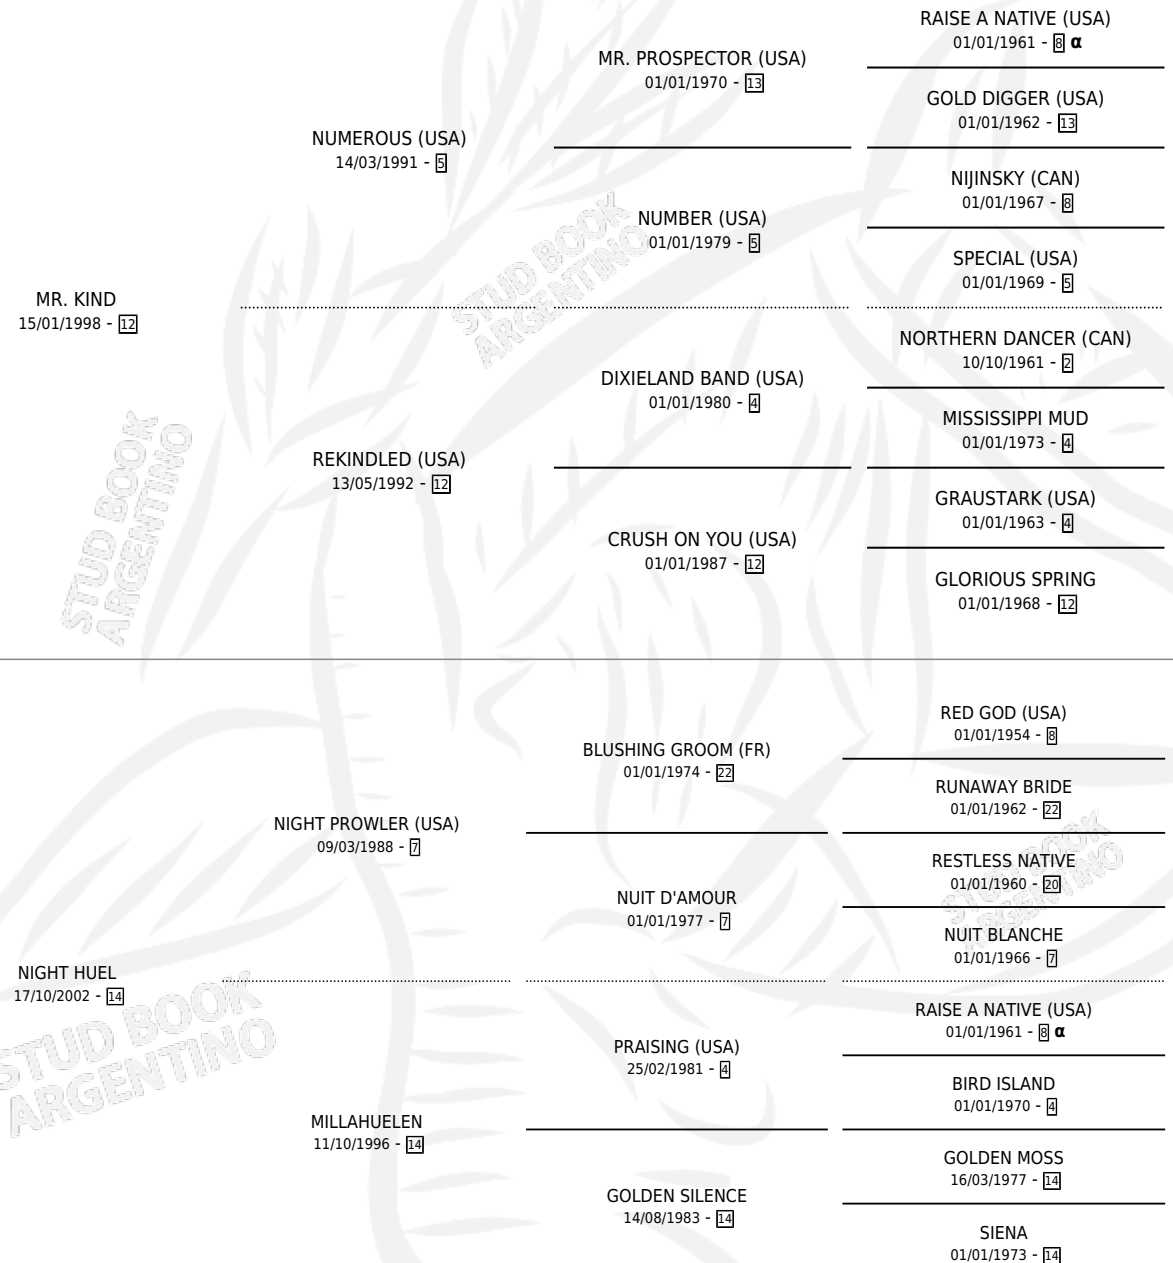 RAISE A NATIVE (USA)
01/01/1961 - 8 α
MR. PROSPECTOR (USA)
01/01/1970 - 13
GOLD DIGGER (USA)
01/01/1962 - 13
NUMEROUS (USA)
14/03/1991 - 5
NIJINSKY (CAN)
01/01/1967 - 8
NUMBER (USA)
01/01/1979 - 5
SPECIAL (USA)
01/01/1969 - 5
MR. KIND
15/01/1998 - 12
NORTHERN DANCER (CAN)
10/10/1961 - 2
DIXIELAND BAND (USA)
01/01/1980 - 4
MISSISSIPPI MUD
01/01/1973 - 4
REKINDLED (USA)
13/05/1992 - 12
GRAUSTARK (USA)
01/01/1963 - 4
CRUSH ON YOU (USA)
01/01/1987 - 12
GLORIOUS SPRING
01/01/1968 - 12
RED GOD (USA)
01/01/1954 - 8
BLUSHING GROOM (FR)
01/01/1974 - 22
RUNAWAY BRIDE
01/01/1962 - 22
NIGHT PROWLER (USA)
09/03/1988 - 7
RESTLESS NATIVE
01/01/1960 - 20
NUIT D'AMOUR
01/01/1977 - 7
NUIT BLANCHE
01/01/1966 - 7
NIGHT HUEL
17/10/2002 - 14
RAISE A NATIVE (USA)
01/01/1961 - 8 α
PRAISING (USA)
25/02/1981 - 4
BIRD ISLAND
01/01/1970 - 4
MILLAHUELEN
11/10/1996 - 14
GOLDEN MOSS
16/03/1977 - 14
GOLDEN SILENCE
14/08/1983 - 14
SIENA
01/01/1973 - 14
STUD BOOK
ARGENTINO
STUD BOOK
ARGENTINO
STUD BOOK
ARGENTINO
STUD BOOK
ARGENTINO